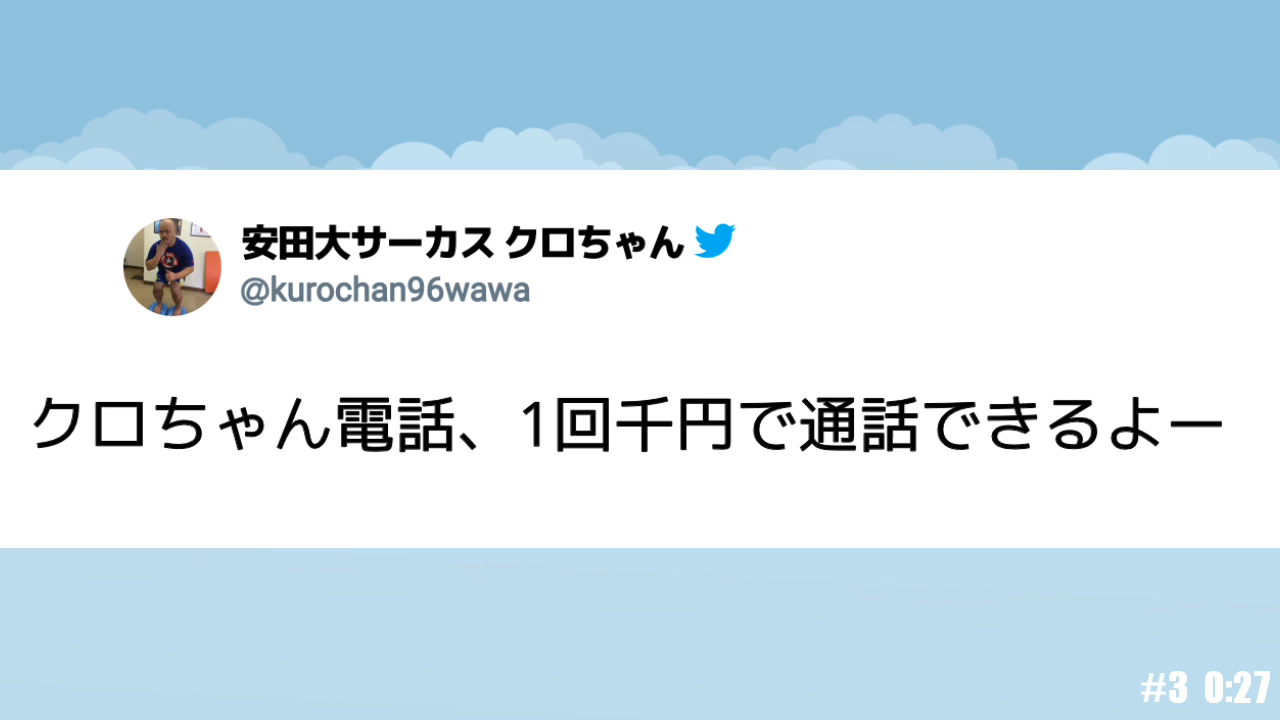 安田大サーカス クロちゃん
@kurochan96wawa
クロちゃん電話、1回千円で通話できるよー
#3 0:27